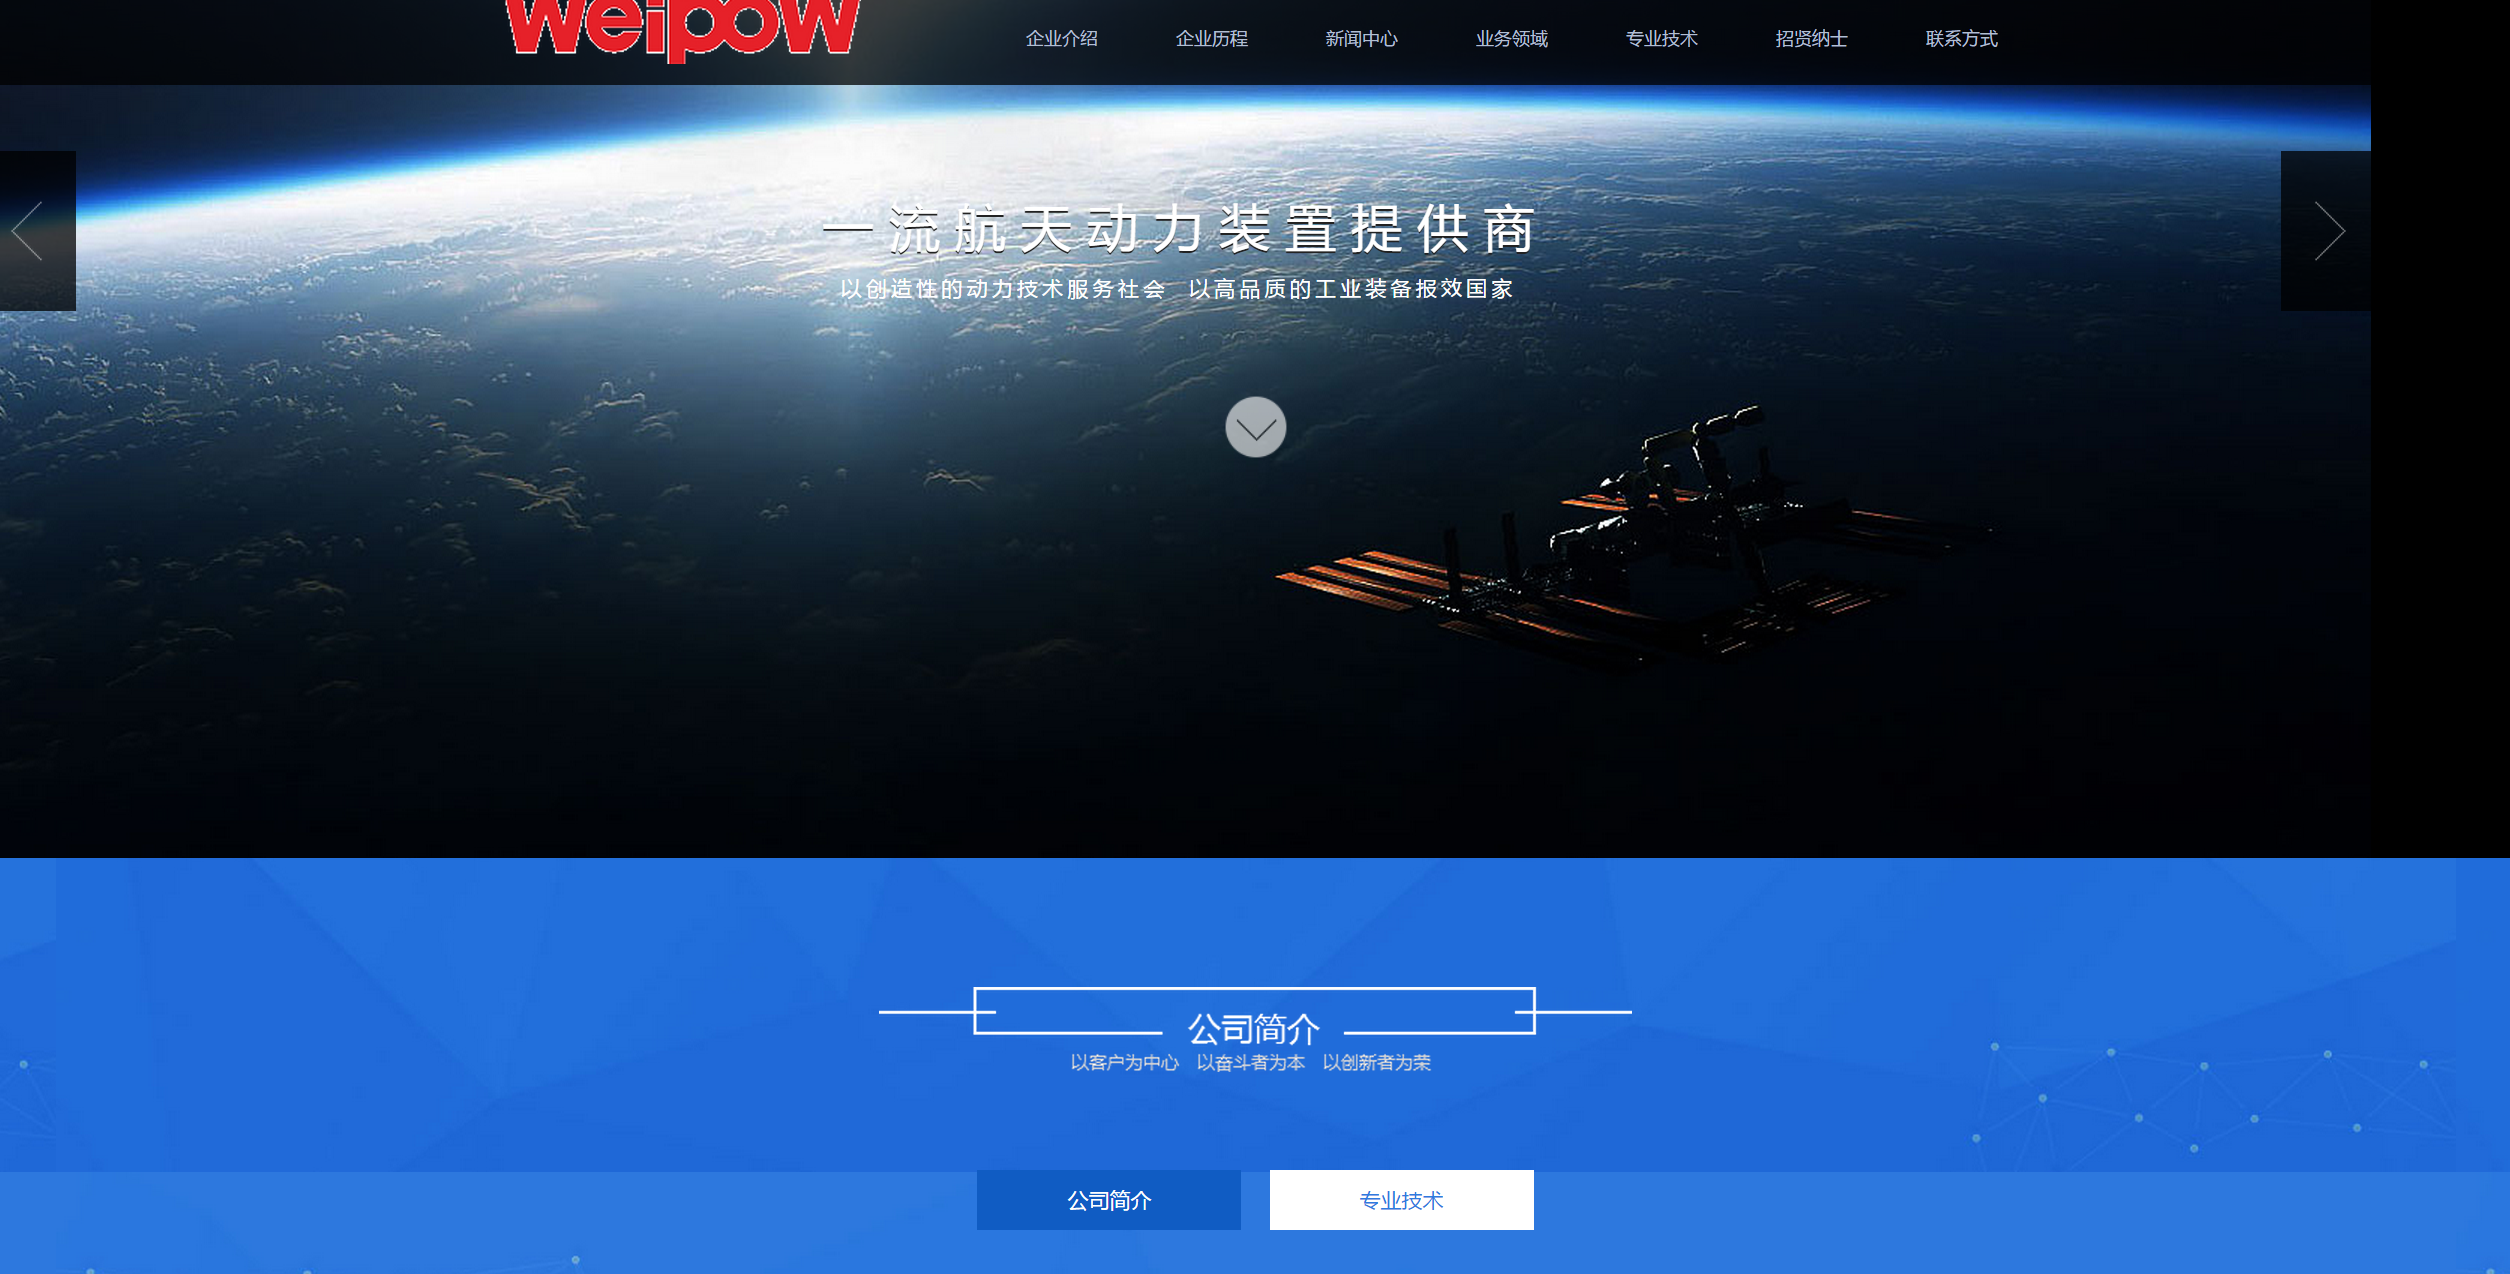 weipow
企业介绍 企业历程 新闻中心 业务领域 专业技术 招贤纳士 联系方式
一流航天动力装置提供商
以创造性的动力技术服务社会 以高品质的工业装备报效国家
公司简介
以客户为中心 以奋斗者为本 以创新者为荣
公司简介 专业技术